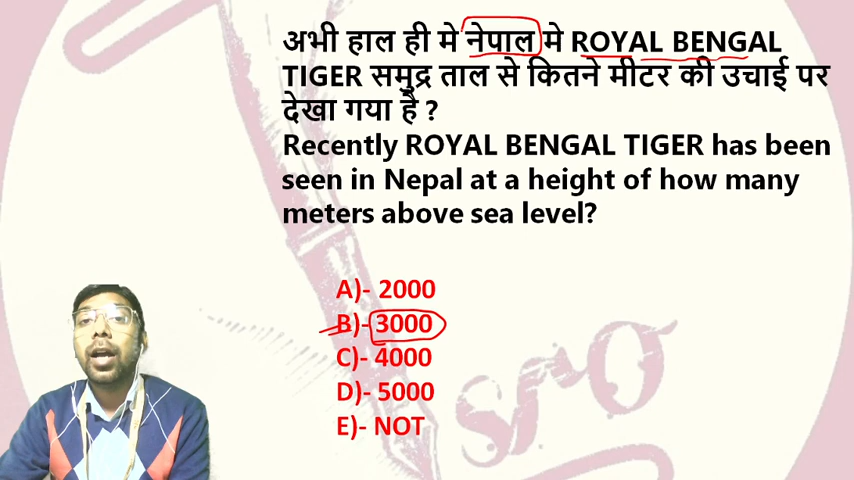 अभी हाल ही मे नेपाल मे ROYAL BENGAL
TIGER समुद्र ताल से कितने मीटर की उचाई पर
देखा गया है ?
Recently ROYAL BENGAL TIGER has been
seen in Nepal at a height of how many
meters above sea level?
A)- 2000
B)- 3000
C)- 4000
D)- 5000
E)- NOT